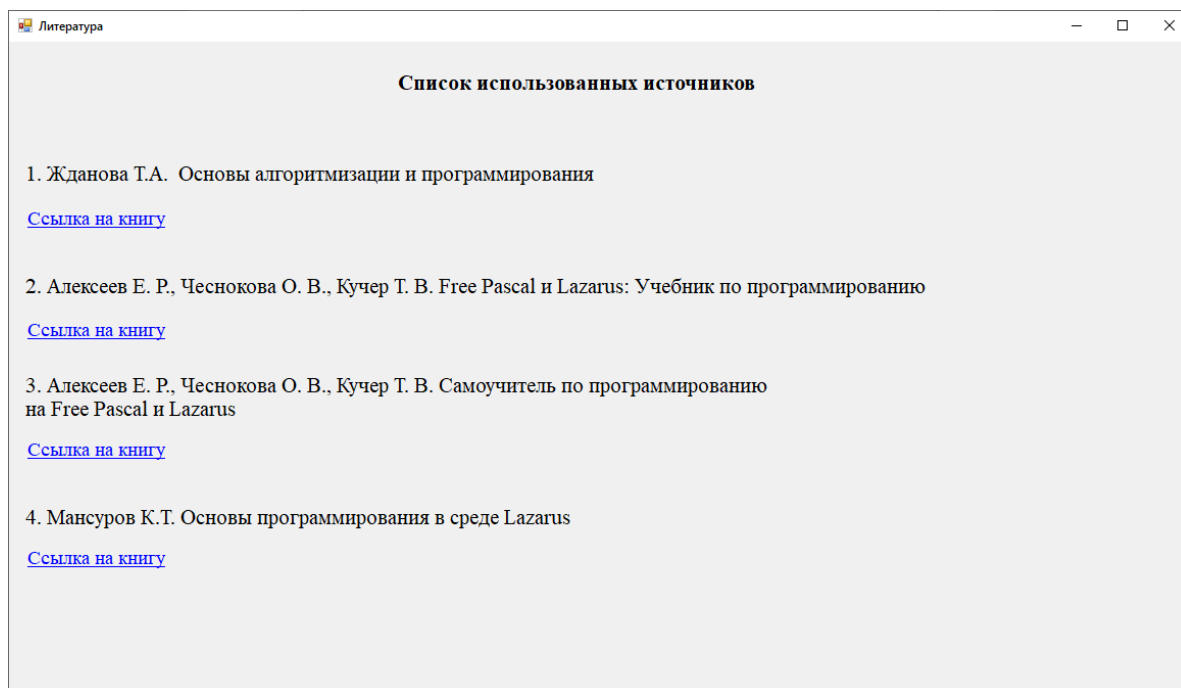 Литература
Список использованных источников
1. Жданова Т.А.  Основы алгоритмизации и программирования
Ссылка на книгу
2. Алексеев Е. Р., Чеснокова О. В., Кучер Т. В. Free Pascal и Lazarus: Учебник по программированию
Ссылка на книгу
3. Алексеев Е. Р., Чеснокова О. В., Кучер Т. В. Самоучитель по программированию
на Free Pascal и Lazarus
Ссылка на книгу
4. Мансуров К.Т. Основы программирования в среде Lazarus
Ссылка на книгу